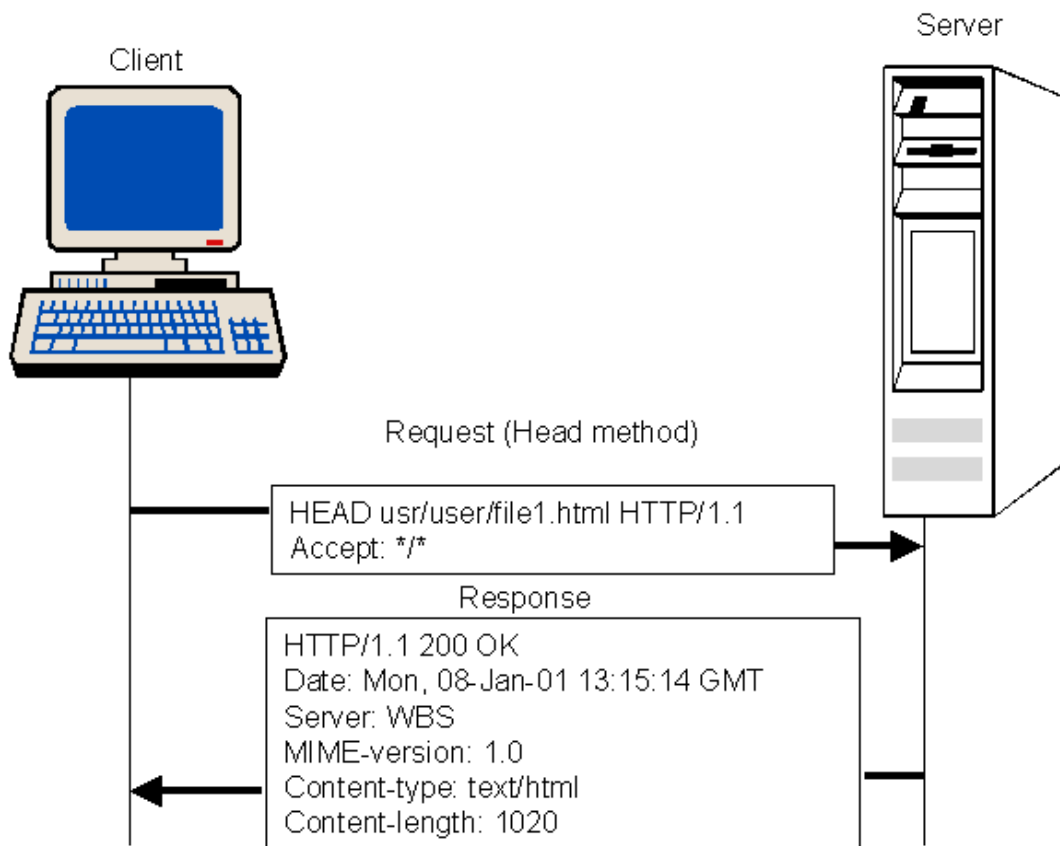 Server
Client
Request (Head method)
HEAD usr/user/file1.html HTTP/1.1
Accept: */*
Response
HTTP/1.1 200 OK
Date: Mon, 08-Jan-01 13:15:14 GMT
Server: WBS
MIME-version: 1.0
Content-type: text/html
Content-length: 1020